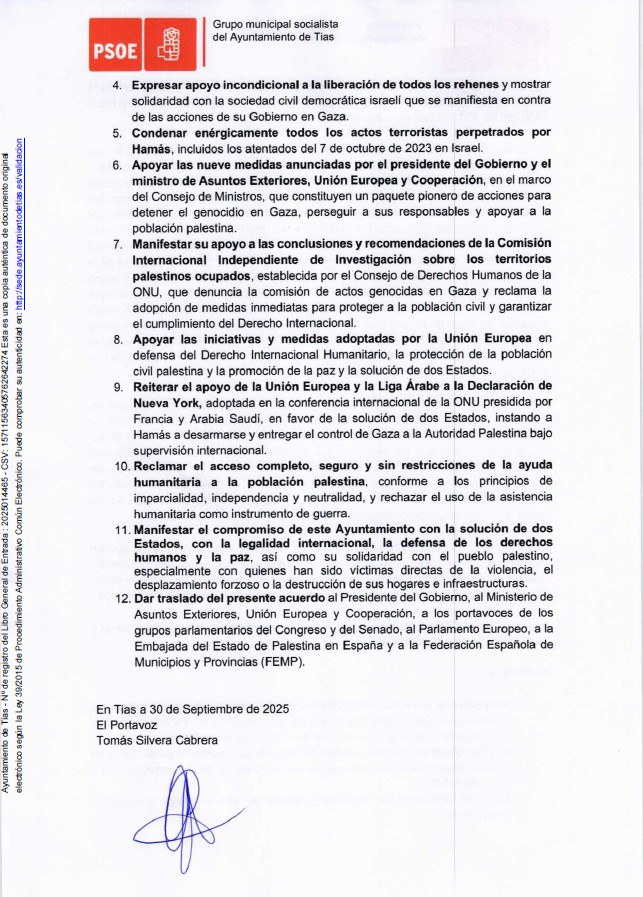 PSOE
Grupo municipal socialista
del Ayuntamiento de Tias
4. Expresar apoyo incondicional a la liberación de todos los rehenes y mostrar
solidaridad con la sociedad civil democrática israelí que se manifiesta en contra
de las acciones de su Gobierno en Gaza.
5. Condenar enérgicamente todos los actos terroristas perpetrados por
Hamás, incluidos los atentados del 7 de octubre de 2023 en Israel.
6. Apoyar las nueve medidas anunciadas por el presidente del Gobierno y el
ministro de Asuntos Exteriores, Unión Europea y Cooperación, en el marco
del Consejo de Ministros, que constituyen un paquete pionero de acciones para
detener el genocidio en Gaza, perseguir a sus responsables y apoyar a la
población palestina.
7. Manifestar su apoyo a las conclusiones y recomendaciones de la Comisión
Internacional Independiente de Investigación sobre los territorios
palestinos ocupados, establecida por el Consejo de Derechos Humanos de la
ONU, que denuncia la comisión de actos genocidas en Gaza y reclama la
adopción de medidas inmediatas para proteger a la población civil y garantizar
el cumplimiento del Derecho Internacional.
8. Apoyar las iniciativas y medidas adoptadas por la Unión Europea en
defensa del Derecho Internacional Humanitario, la protección de la población
civil palestina y la promoción de la paz y la solución de dos Estados.
9. Reiterar el apoyo de la Unión Europea y la Liga Árabe a la Declaración de
Nueva York, adoptada en la conferencia internacional de la ONU presidida por
Francia y Arabia Saudí, en favor de la solución de dos Estados, instando a
Hamás a desarmarse y entregar el control de Gaza a la Autoridad Palestina bajo
supervisión internacional.
10. Reclamar el acceso completo, seguro y sin restricciones de la ayuda
humanitaria a la población palestina, conforme a los principios de
imparcialidad, independencia y neutralidad, y rechazar el uso de la asistencia
humanitaria como instrumento de guerra.
11. Manifestar el compromiso de este Ayuntamiento con la solución de dos
Estados, con la legalidad internacional, la defensa de los derechos
humanos y la paz, así como su solidaridad con el pueblo palestino,
especialmente con quienes han sido víctimas directas de la violencia, el
desplazamiento forzoso o la destrucción de sus hogares e infraestructuras.
12. Dar traslado del presente acuerdo al Presidente del Gobierno, al Ministerio de
Asuntos Exteriores, Unión Europea y Cooperación, a los portavoces de los
grupos parlamentarios del Congreso y del Senado, al Parlamento Europeo, a la
Embajada del Estado de Palestina en España y a la Federación Española de
Municipios y Provincias (FEMP).
En Tias a 30 de Septiembre de 2025
El Portavoz
Tomás Silvera Cabrera
Ayuntamiento de Tias - Nº de registro del Libro General de Entrada : 2025014465 - CSV: 15711563405762642274 Esta es una copia auténtica de documento original
electrónico según la Ley 39/2015 de Procedimiento Administrativo Común Electrónico. Puede comprobar su autenticidad en: http://sede.ayuntamientodetias.es/validacion